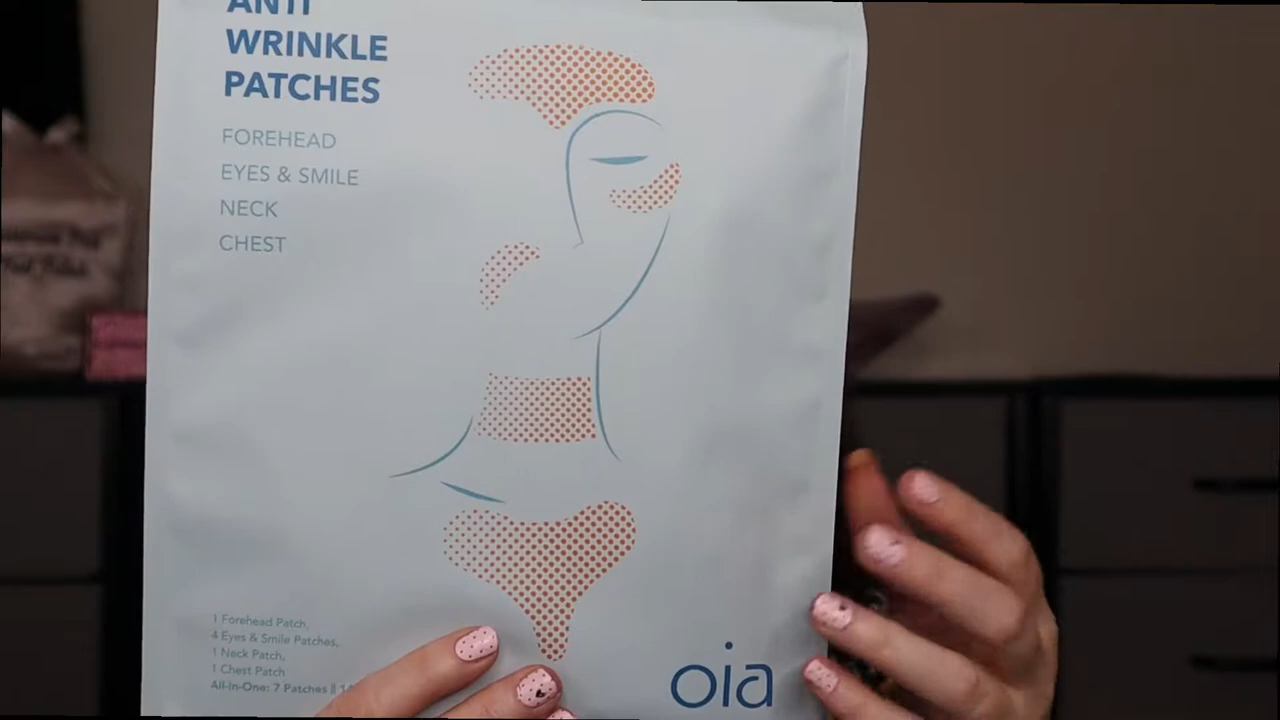 ANTI
WRINKLE
PATCHES
FOREHEAD
EYES & SMILE
NECK
CHEST
1 Forehead Patch,
4 Eyes & Smile Patches,
1 Neck Patch,
1 Chest Patch
All-in-One: 7 Patches ||
oia